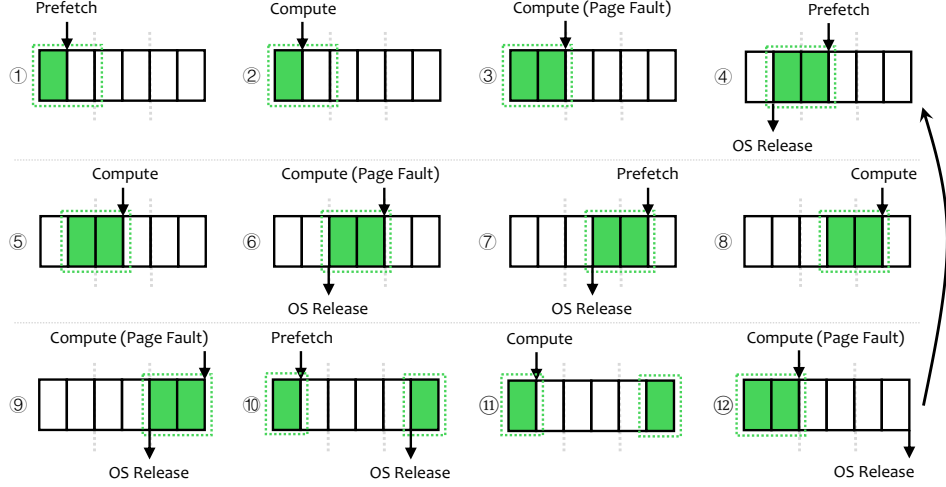 Prefetch
Compute
Compute (Page Fault)
Prefetch
①
②
③
④
OS Release
Compute
Compute (Page Fault)
Prefetch
Compute
⑤
⑥
⑦
⑧
OS Release
OS Release
Compute (Page Fault)
Prefetch
Compute
Compute (Page Fault)
⑨
⑩
⑪
⑫
OS Release
OS Release
OS Release